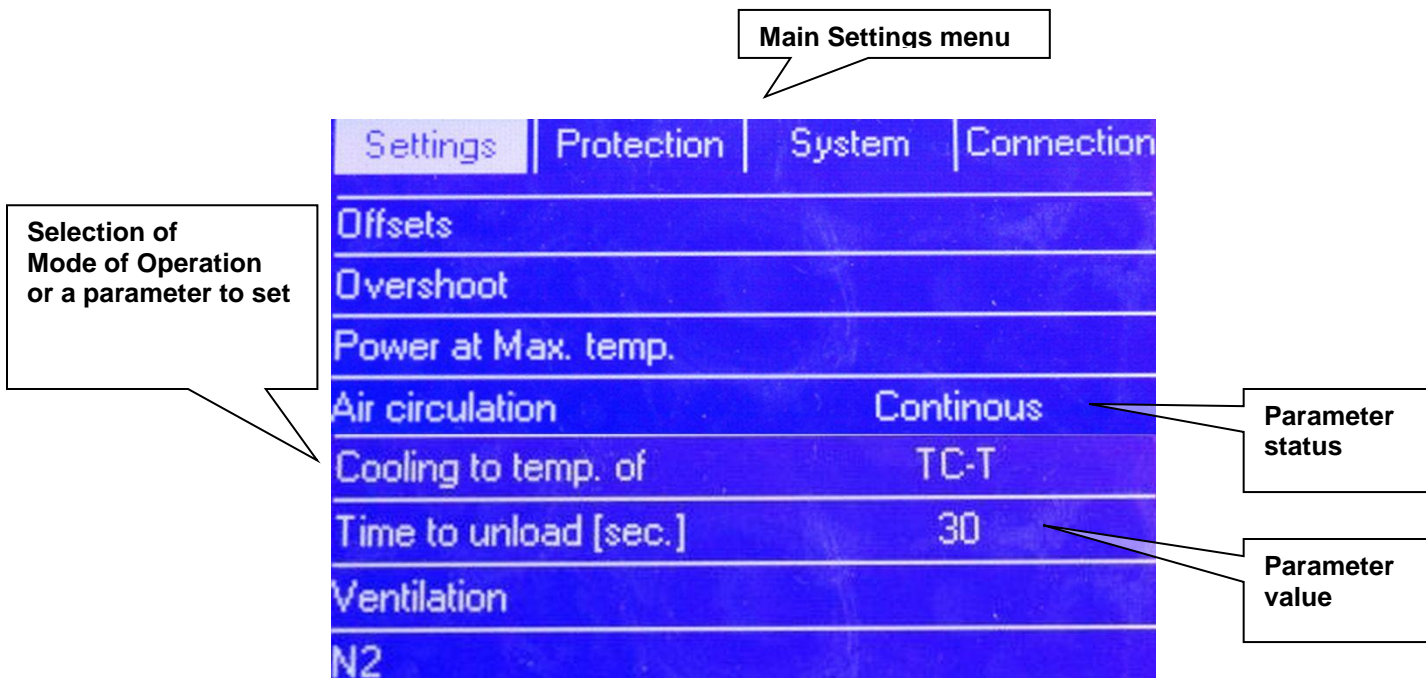 Main Settings menu
Settings Protection System Connection
Selection of
Mode of Operation
or a parameter to set
Offsets
Overshoot
Power at Max. temp.
Air circulation Continous
Parameter
status
Cooling to temp. of TC-T
Time to unload [sec.] 30
Parameter
value
Ventilation
N2